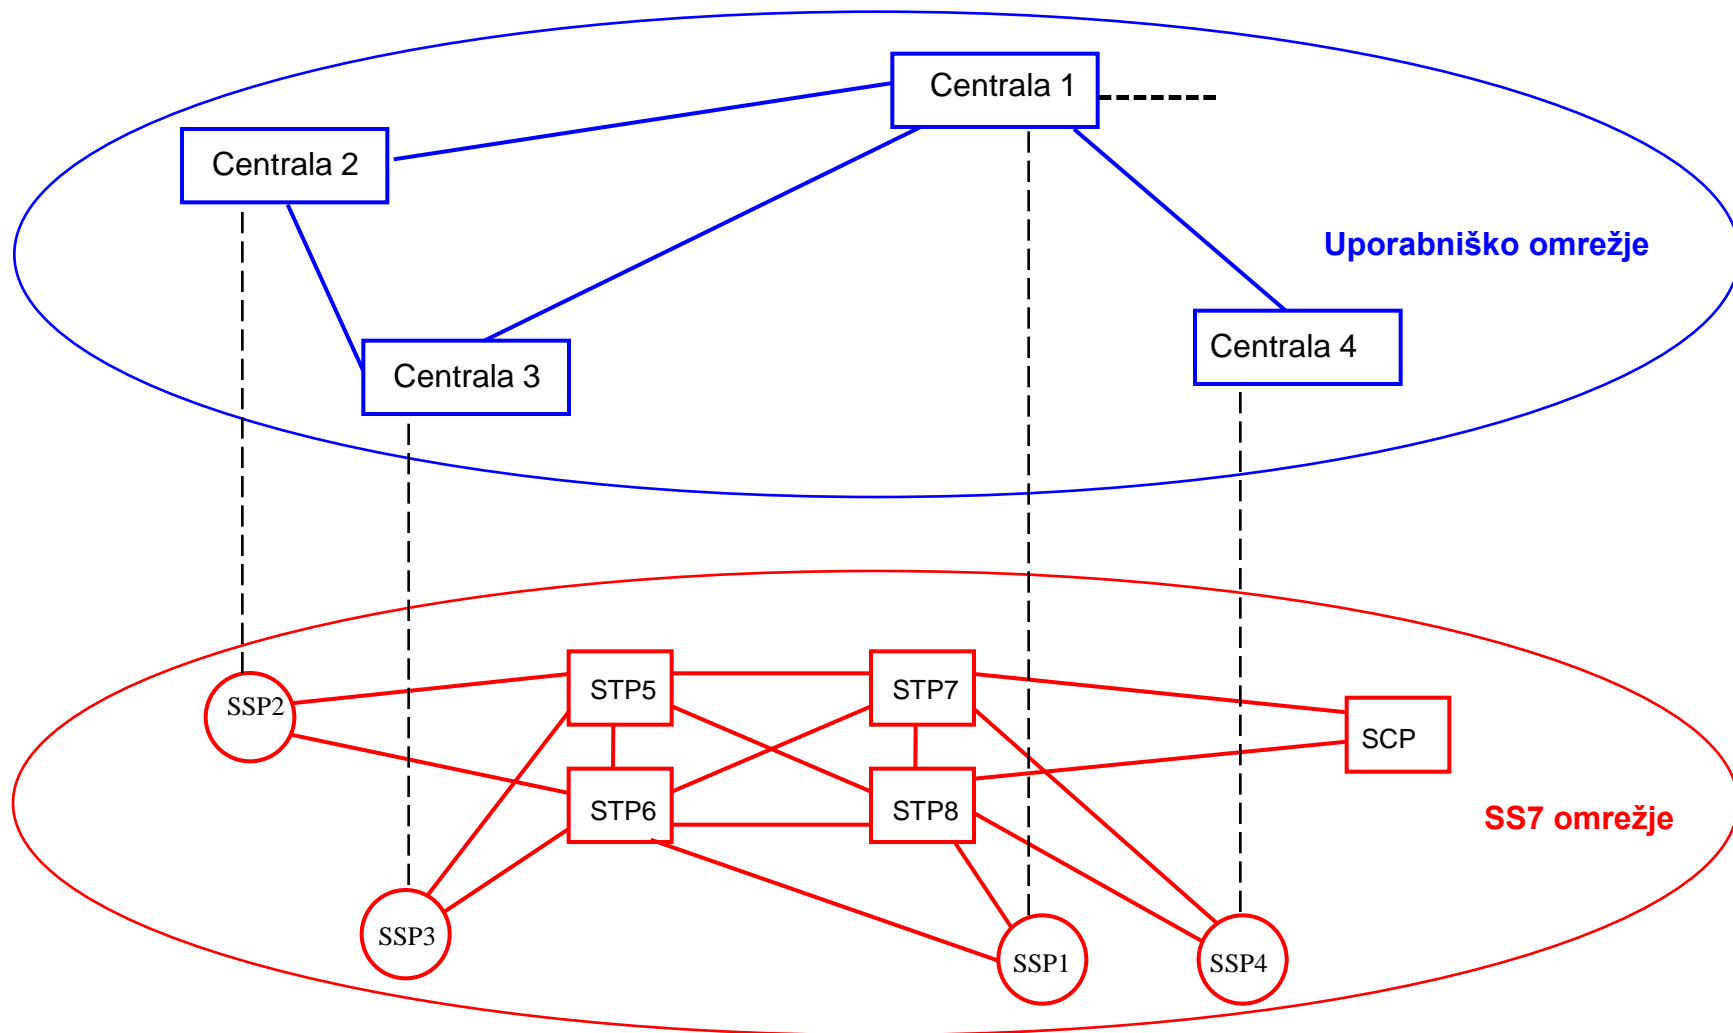 Centrala 1
Centrala 2
Uporabniško omrežje
Centrala 4
Centrala 3
STP5
STP7
SSP2
SCP
STP6
STP8
SS7 omrežje
SSP3
SSP1
SSP4